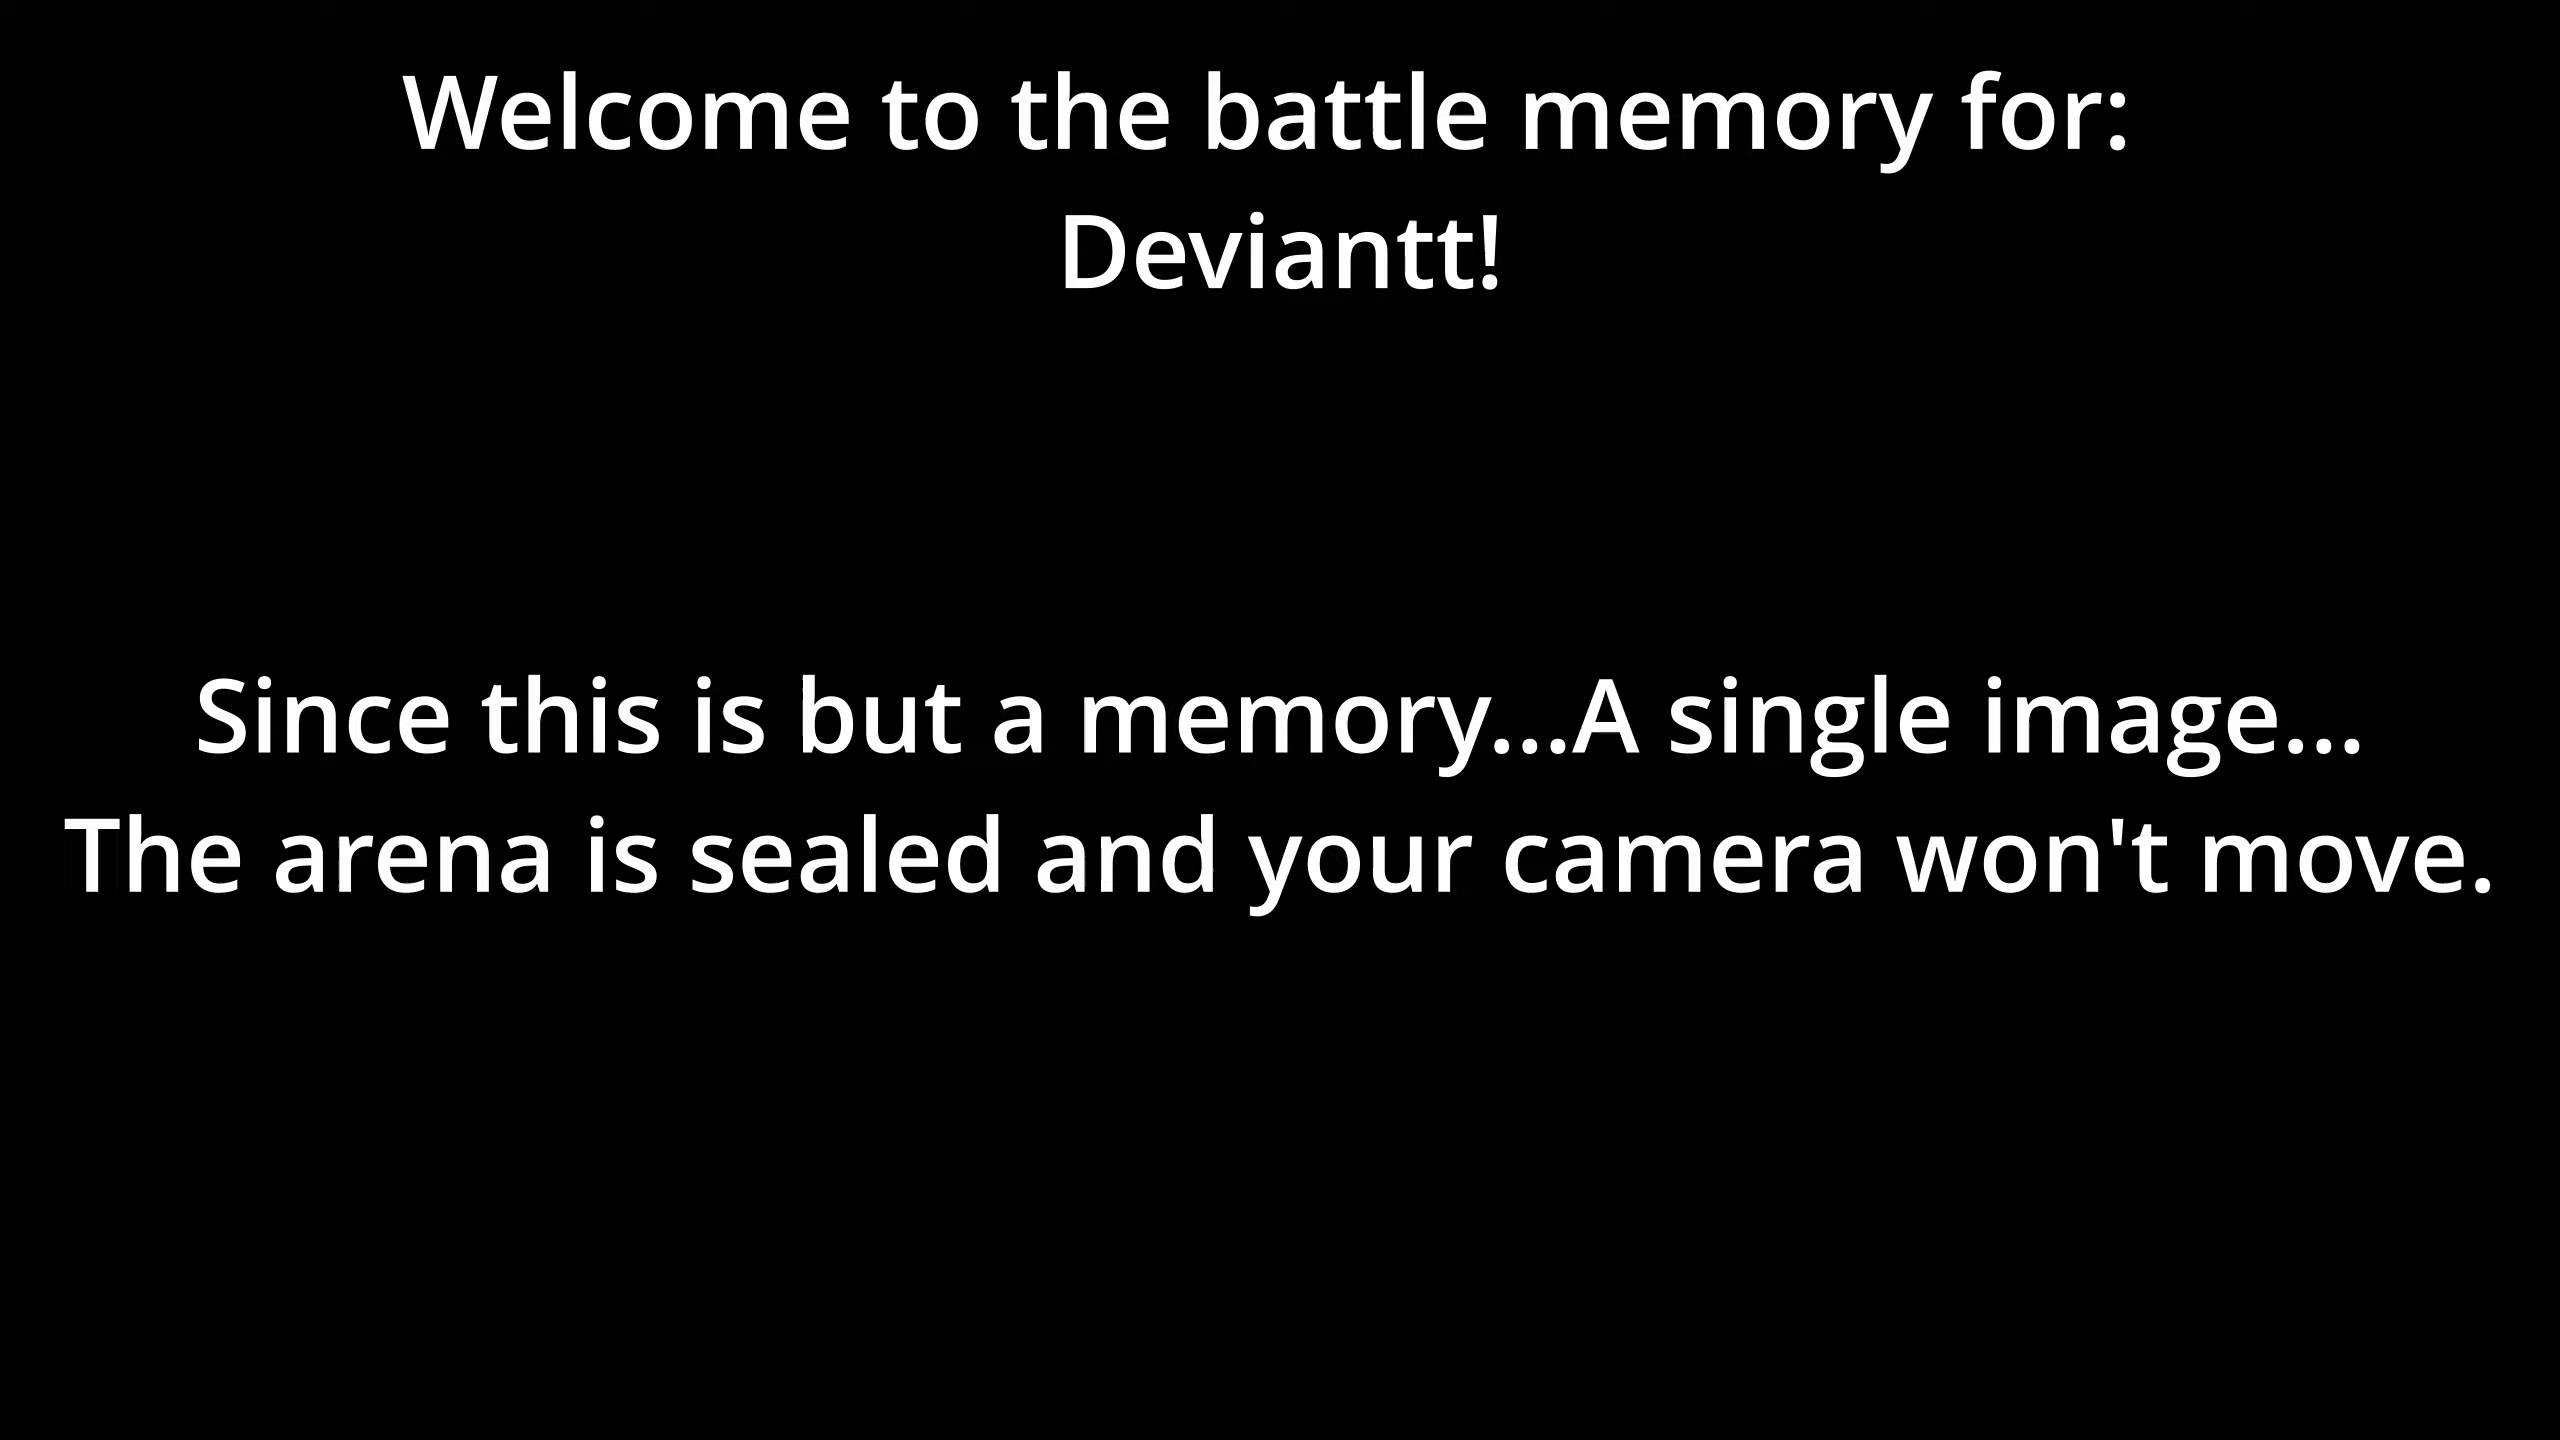 Welcome to the battle memory for:
Deviantt!
Since this is but a memory...A single image...
The arena is sealed and your camera won't move.